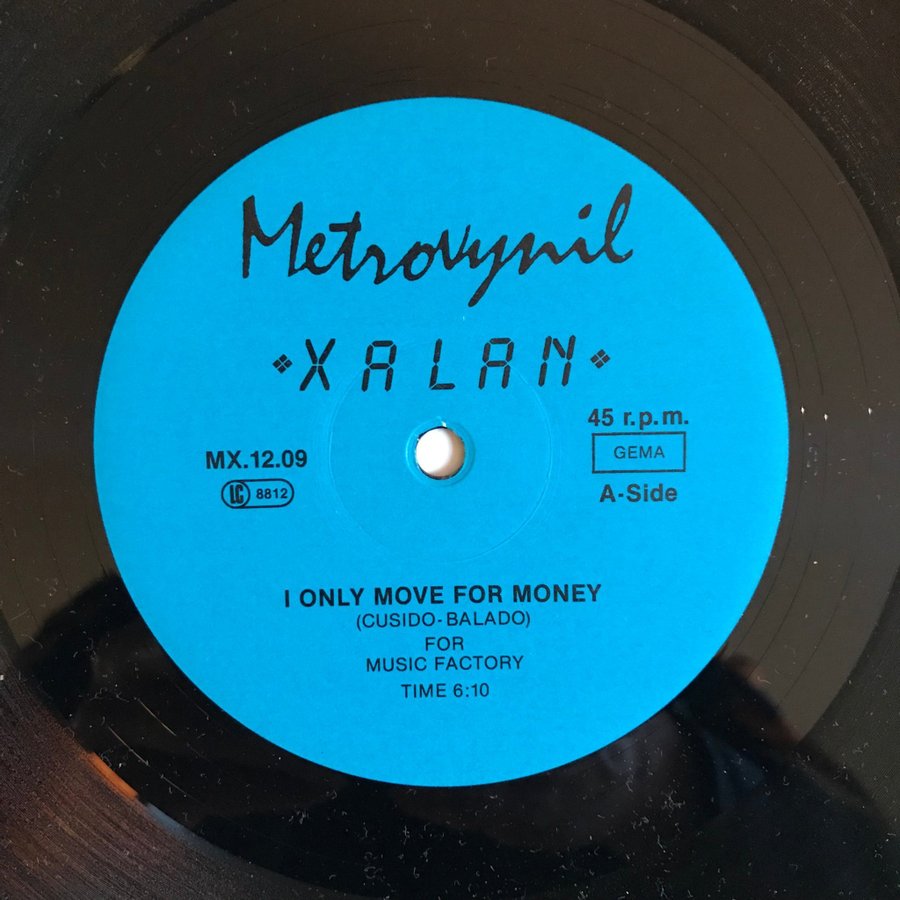 Metrovynil
XALAN
45 r.p.m.
MX.12.09
GEMA
LC 8812
A-Side
I ONLY MOVE FOR MONEY
(CUSIDO-BALADO)
FOR
MUSIC FACTORY
TIME 6:10